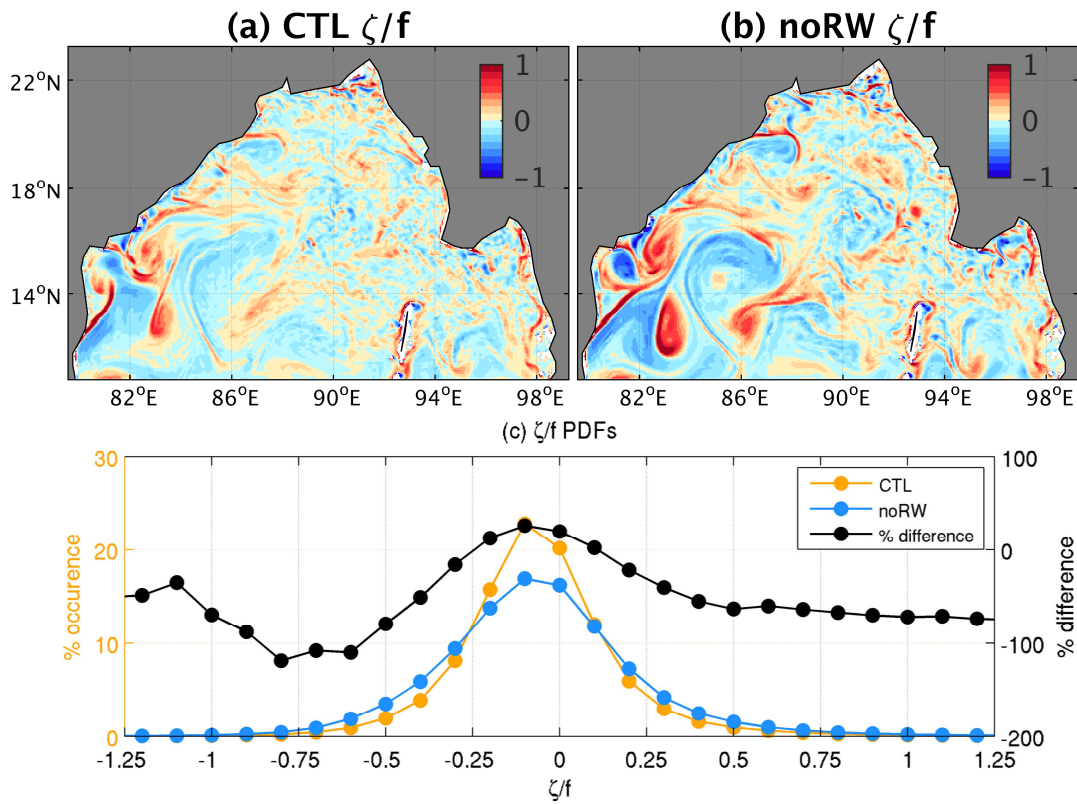 (a) CTL ζ/f
(b) noRW ζ/f
22°N
18°N
14°N
1
0
-1
1
0
-1
82°E 86°E 90°E 94°E 98°E
82°E 86°E 90°E 94°E 98°E
(c) ζ/f PDFs
30
20
10
0
% occurence
CTL
noRW
% difference
100
0
-100
-200
% difference
-1.25 -1 -0.75 -0.5 -0.25 0 0.25 0.5 0.75 1 1.25
ζ/f